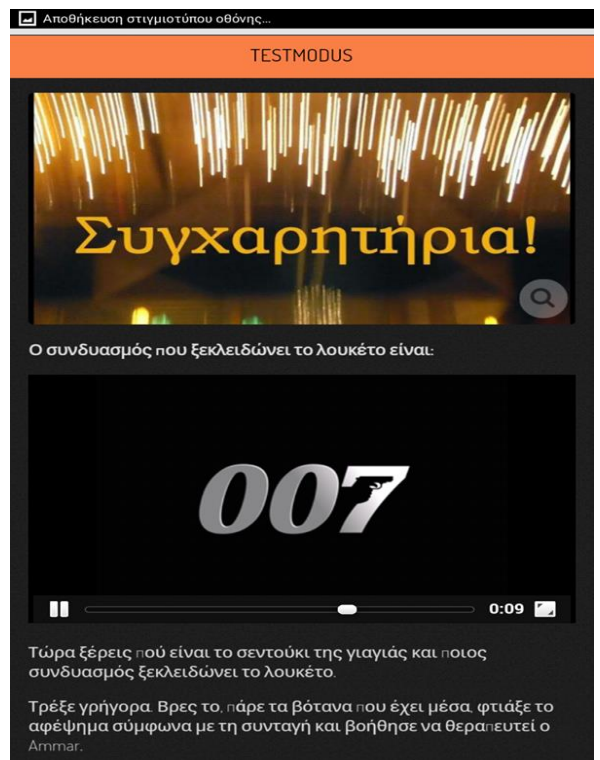 Αποθήκευση στιγμιοτύπου οθόνης...
TESTMODUS
Συγχαρητήρια!
Ο συνδυασμός που ξεκλειδώνει το λουκέτο είναι:
007
0:09
Τώρα ξέρεις πού είναι το σεντούκι της γιαγιάς και ποιος
συνδυασμός ξεκλειδώνει το λουκέτο.
Τρέξε γρήγορα. Βρες το, πάρε τα βότανα που έχει μέσα, φτιάξε το
αφέψημα σύμφωνα με τη συνταγή και βοήθησε να θεραπευτεί ο
Ammar.